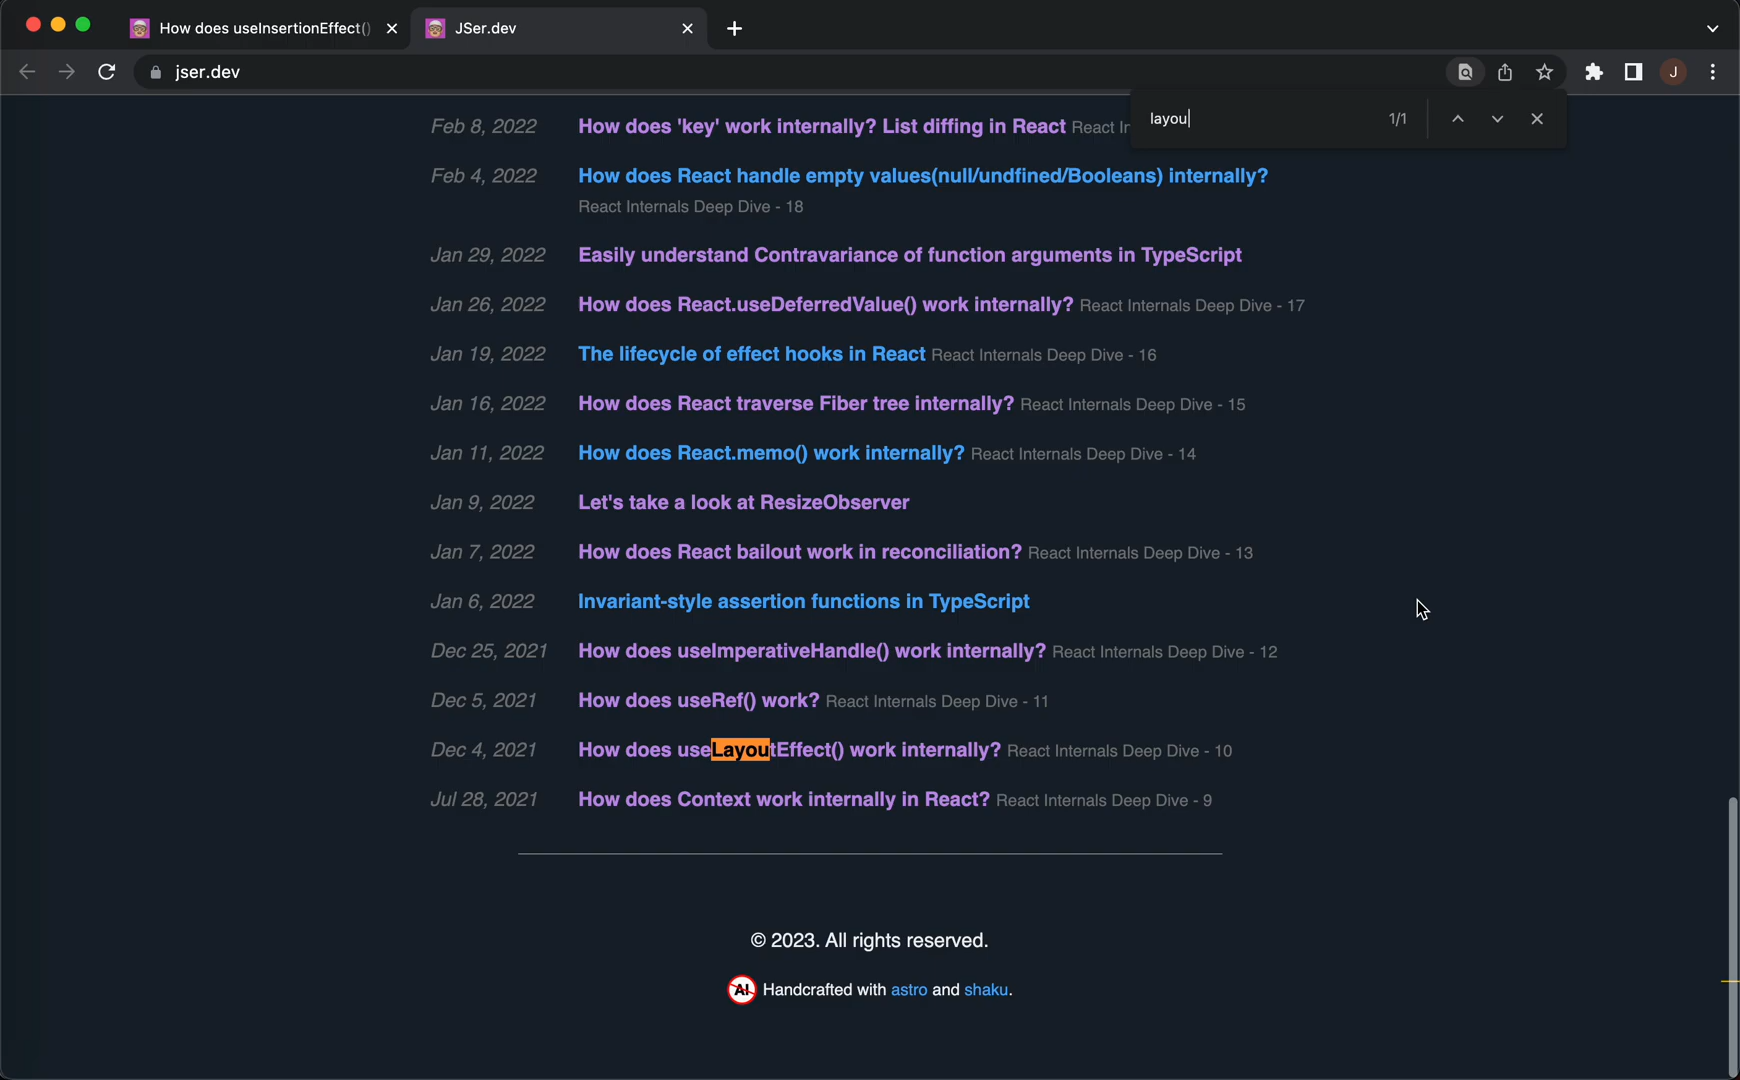 How does useInsertionEffect()
JSer.dev
jser.dev
J
layou
1/1
Feb 8, 2022 How does 'key' work internally? List diffing in React React Ir
Feb 4, 2022 How does React handle empty values(null/undfined/Booleans) internally?
React Internals Deep Dive - 18
Jan 29, 2022 Easily understand Contravariance of function arguments in TypeScript
Jan 26, 2022 How does React.useDeferredValue() work internally? React Internals Deep Dive - 17
Jan 19, 2022 The lifecycle of effect hooks in React React Internals Deep Dive - 16
Jan 16, 2022 How does React traverse Fiber tree internally? React Internals Deep Dive - 15
Jan 11, 2022 How does React.memo() work internally? React Internals Deep Dive - 14
Jan 9, 2022 Let's take a look at ResizeObserver
Jan 7, 2022 How does React bailout work in reconciliation? React Internals Deep Dive - 13
Jan 6, 2022 Invariant-style assertion functions in TypeScript
Dec 25, 2021 How does useImperativeHandle() work internally? React Internals Deep Dive - 12
Dec 5, 2021 How does useRef() work? React Internals Deep Dive - 11
Dec 4, 2021 How does useLayoutEffect() work internally? React Internals Deep Dive - 10
Jul 28, 2021 How does Context work internally in React? React Internals Deep Dive - 9
© 2023. All rights reserved.
AI Handcrafted with astro and shaku.